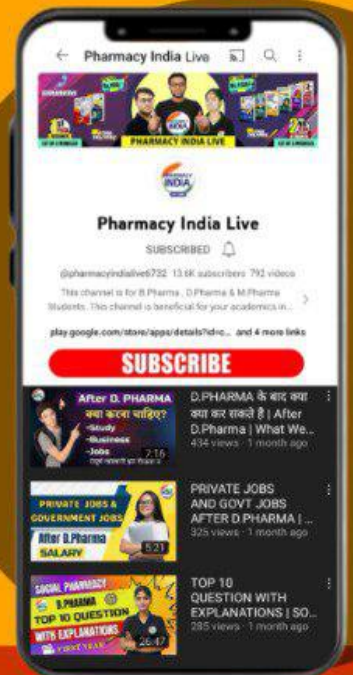 Pharmacy India Live
PHARMACY INDIA LIVE
PHARMACY
INDIA
Pharmacy India Live
SUBSCRIBED
@pharmacyindialive6732 13.6K subscribers 792 videos
This channel is for B.Pharma , D.Pharma & M.Pharma
Students. This channel is beneficial for your academics in...
play.google.com/store/apps/details?id=c... and 4 more links
SUBSCRIBE
After D. PHARMA
क्या करना चाहिए?
-Study
-Business
-Jobs
7:16
D.PHARMA के बाद क्या
क्या कर सकते है | After
D.Pharma | What We...
434 views · 1 month ago
PRIVATE JOBS &
GOVERNMENT JOBS
After D.Pharma
SALARY
5:21
PRIVATE JOBS
AND GOVT JOBS
AFTER D.PHARMA | ...
325 views · 1 month ago
SOCIAL PHARMACY
D.PHARMA
TOP 10 QUESTION
WITH EXPLANATIONS
FIRST YEAR
26:47
TOP 10
QUESTION WITH
EXPLANATIONS | SO...
285 views · 1 month ago